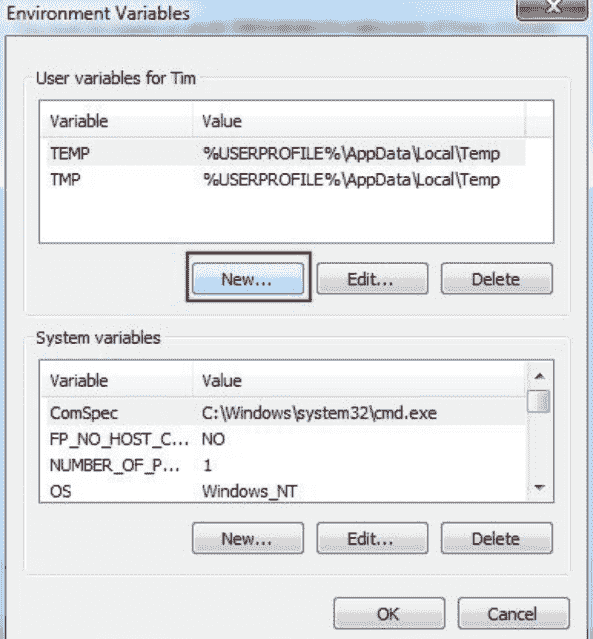 Environment Variables
User variables for Tim
Variable Value
TEMP %USERPROFILE%\AppData\Local\Temp
TMP %USERPROFILE%\AppData\Local\Temp
New... Edit... Delete
System variables
Variable Value
ComSpec C:\Windows\system32\cmd.exe
FP_NO_HOST_C... NO
NUMBER_OF_P... 1
OS Windows_NT
New... Edit... Delete
OK Cancel